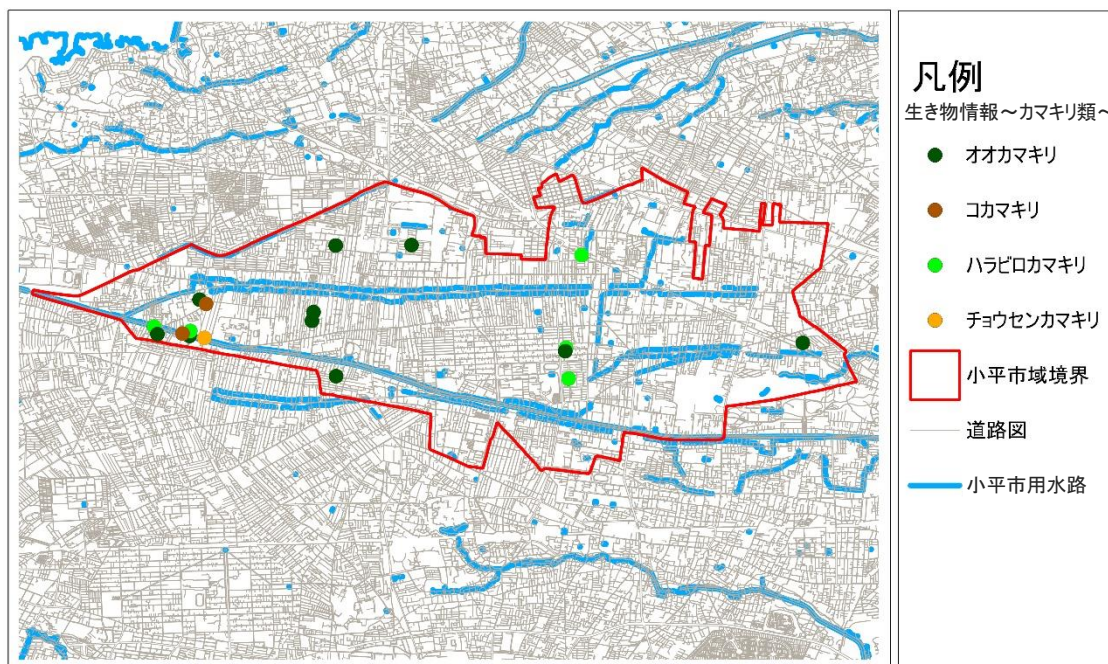 凡例
生き物情報～カマキリ類～
オオカマキリ
コカマキリ
ハラビロカマキリ
チョウセンカマキリ
小平市域境界
道路図
小平市用水路